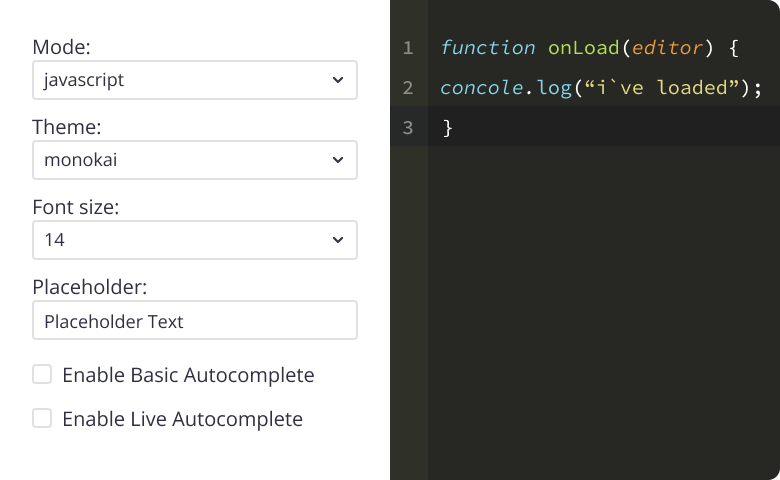 Mode:
javascript
Theme:
monokai
Font size:
14
Placeholder:
Placeholder Text
Enable Basic Autocomplete
Enable Live Autocomplete
1 function onLoad(editor) {
2 concole.log(“i`ve loaded”);
3 }